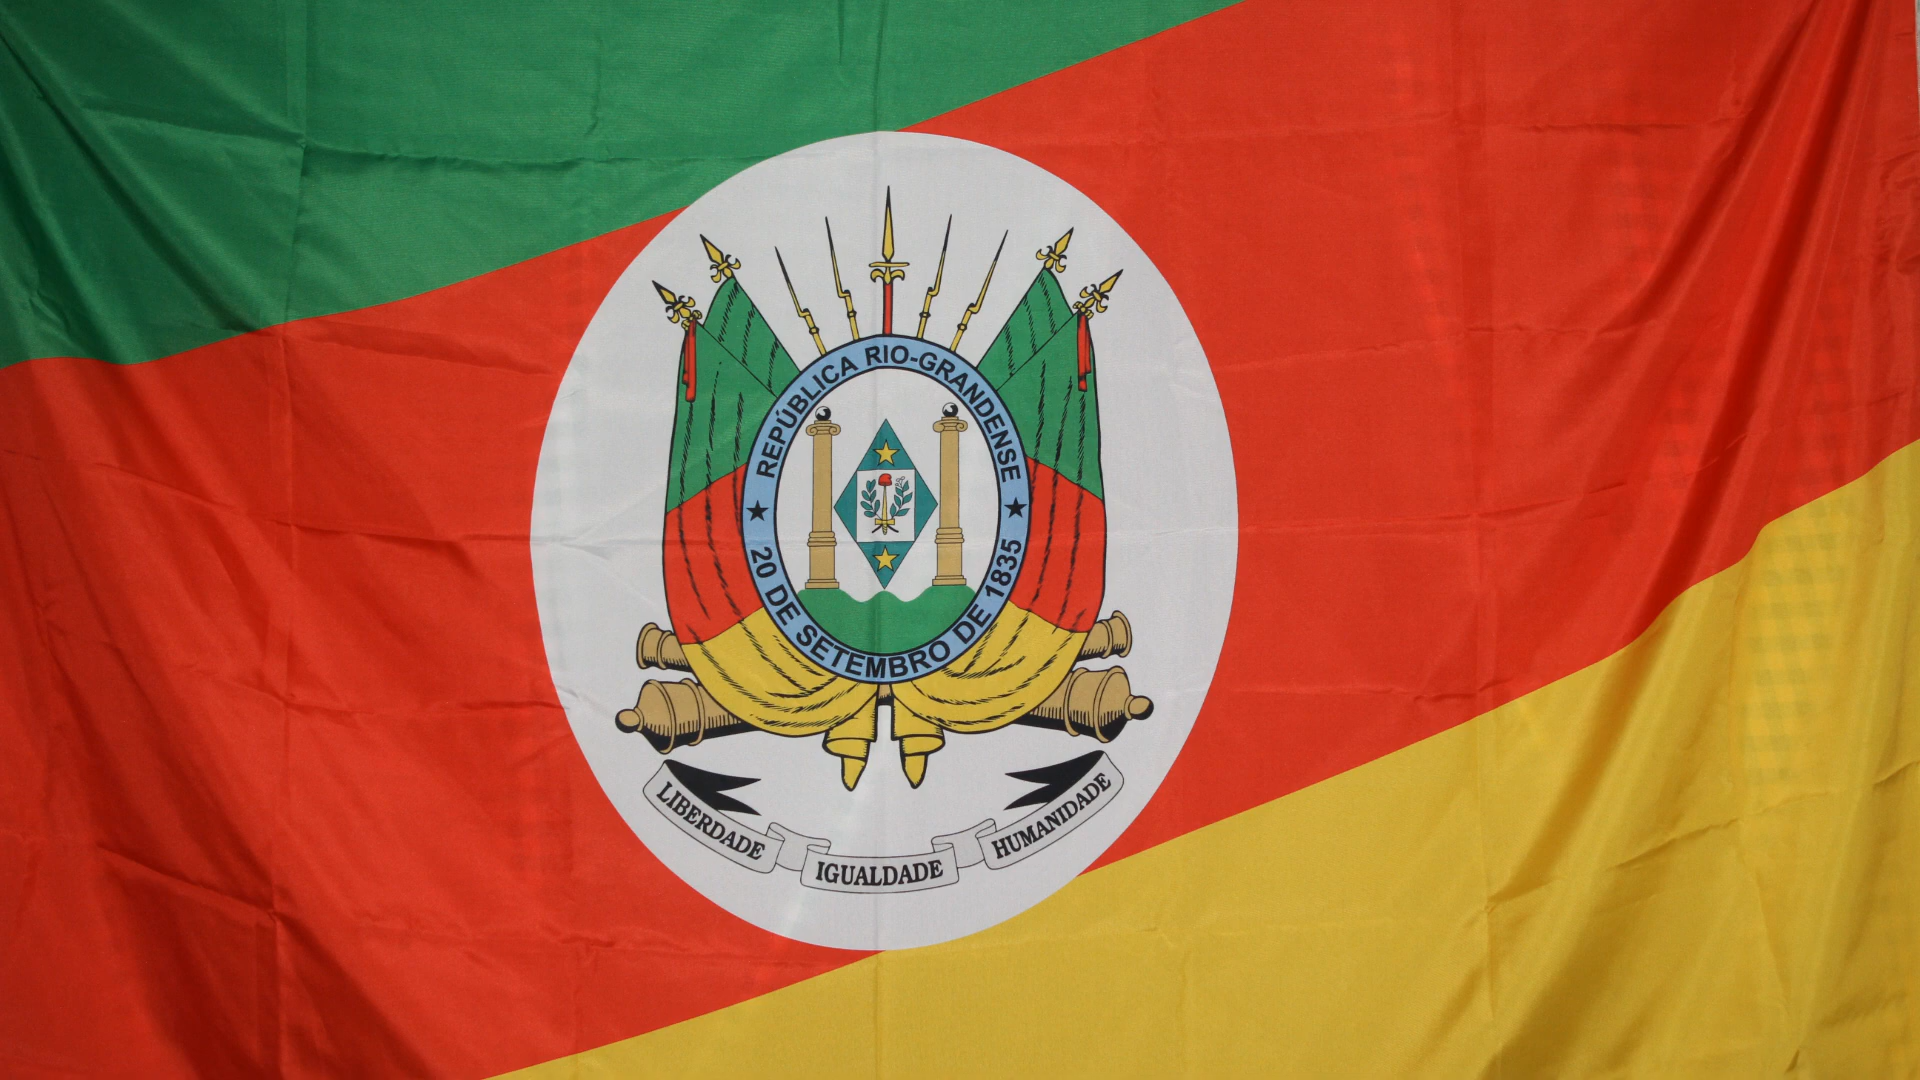 REPÚBLICA RIO-GRANDENSE
20 DE SETEMBRO DE 1835
LIBERDADE
IGUALDADE
HUMANIDADE